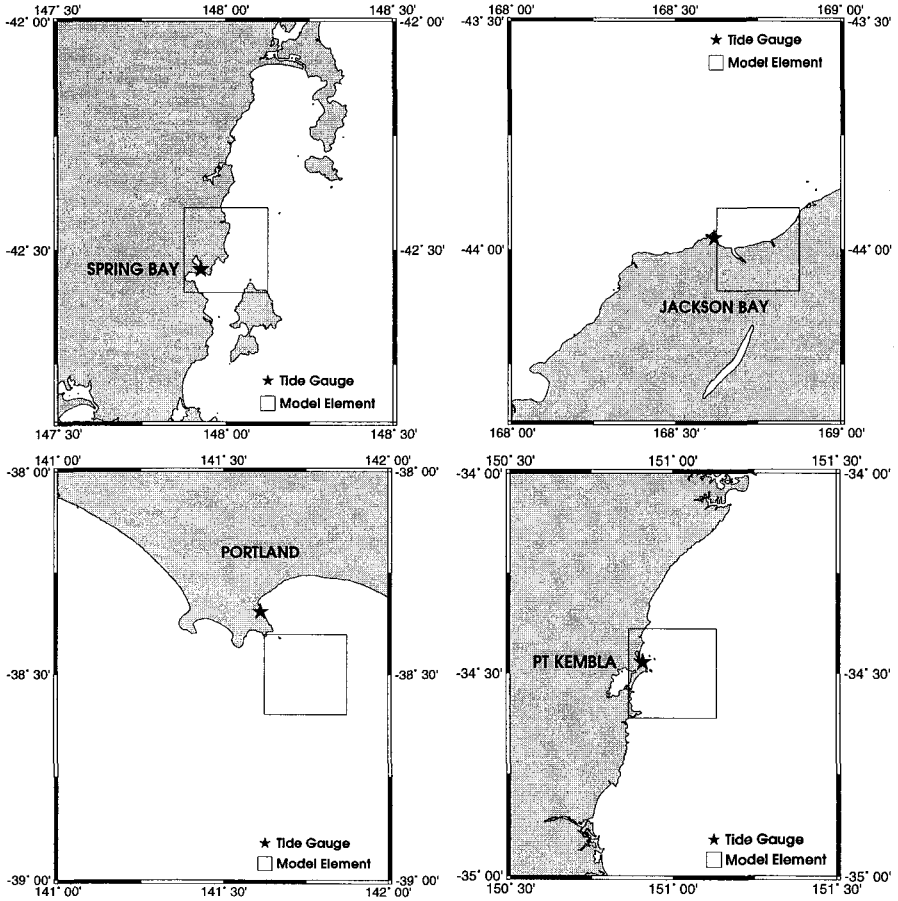 147° 30' 148° 00' 148° 30'
-42° 00' -42° 00'
-42° 30' -42° 30'
SPRING BAY
★ Tide Gauge
Model Element
147° 30' 148° 00' 148° 30'
168° 00' 168° 30' 169° 00'
-43° 30' -43° 30'
★ Tide Gauge
Model Element
-44° 00' -44° 00'
JACKSON BAY
168° 00' 168° 30' 169° 00'
141° 00' 141° 30' 142° 00'
-38° 00' -38° 00'
PORTLAND
-38° 30' -38° 30'
★ Tide Gauge
Model Element
-39° 00' -39° 00'
141° 00' 141° 30' 142° 00'
150° 30' 151° 00' 151° 30'
-34° 00' -34° 00'
PT KEMBLA
-34° 30' -34° 30'
★ Tide Gauge
Model Element
-35° 00' -35° 00'
150° 30' 151° 00' 151° 30'